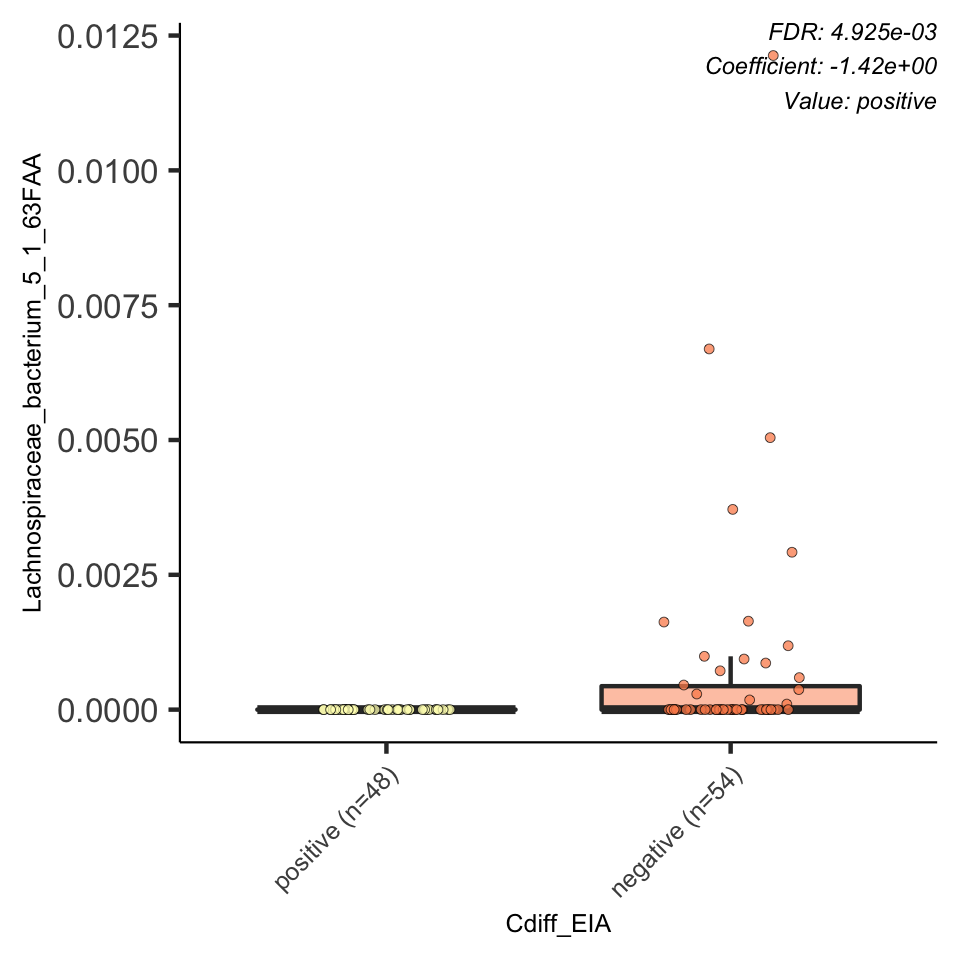 FDR: 4.925e-03
Coefficient: -1.42e+00
Value: positive
0.0125
0.0100
0.0075
0.0050
0.0025
0.0000
Lachnospiraceae_bacterium_5_1_63FAA
positive (n=48)
negative (n=54)
Cdiff_EIA